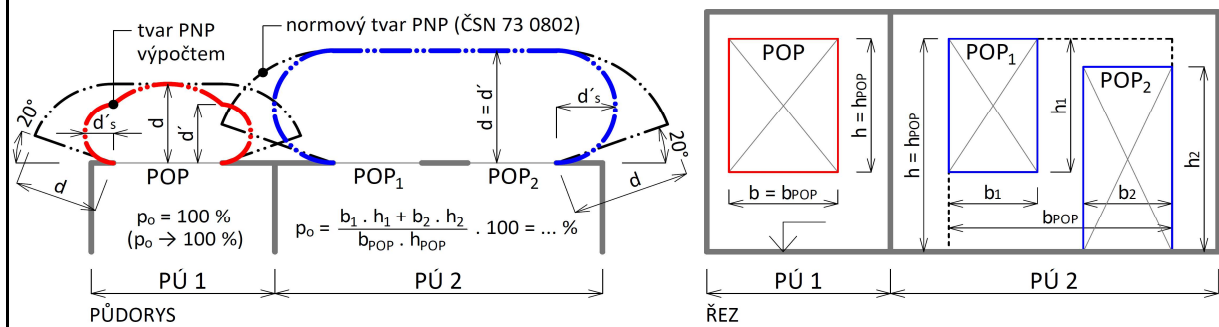 tvar PNP
výpočtem
normový tvar PNP (ČSN 73 0802)
20°
d´s
d
d´
d
POP
pₒ = 100 %
(pₒ → 100 %)
d = d´
d´s
20°
d
POP₁
POP₂
pₒ = b₁ . h₁ + b₂ . h₂ / bPOP . hPOP . 100 = ... %
PÚ 1
PÚ 2
PŮDORYS
POP
h = hPOP
b = bPOP
h = hPOP
POP₁
h₁
b₁
POP₂
h₂
b₂
bPOP
PÚ 1
PÚ 2
ŘEZ